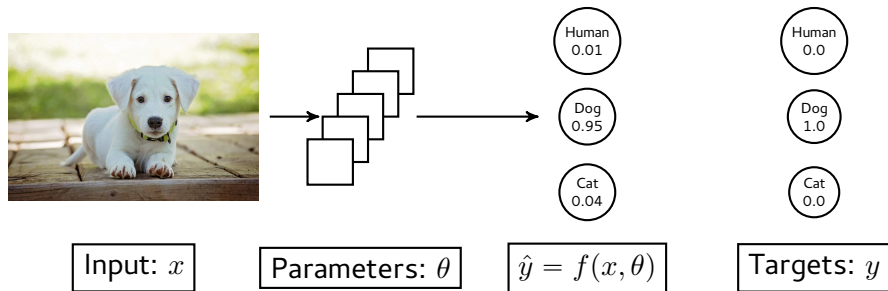 Human
0.01
Dog
0.95
Cat
0.04
Human
0.0
Dog
1.0
Cat
0.0
Input: x
Parameters: θ
ŷ = f(x, θ)
Targets: y